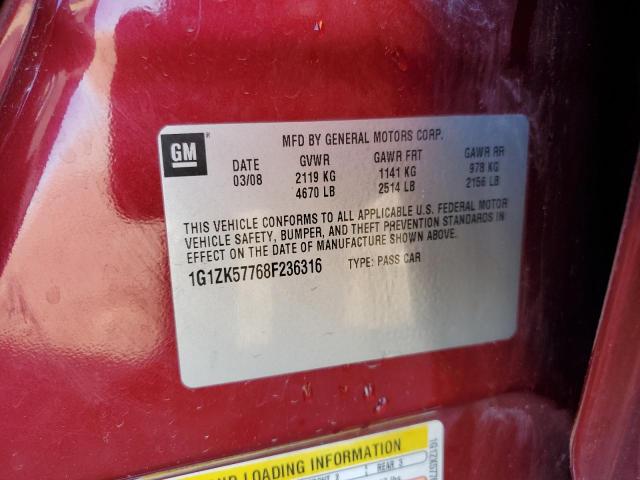 GM
MFD BY GENERAL MOTORS CORP.
DATE GVWR GAWR FRT GAWR RR
03/08 2119 KG 1141 KG 978 KG
4670 LB 2514 LB 2156 LB
THIS VEHICLE CONFORMS TO ALL APPLICABLE U.S. FEDERAL MOTOR
VEHICLE SAFETY, BUMPER, AND THEFT PREVENTION STANDARDS IN
EFFECT ON THE DATE OF MANUFACTURE SHOWN ABOVE.
1G1ZK57768F236316 TYPE: PASS CAR
LOADING INFORMATION
REAR 3